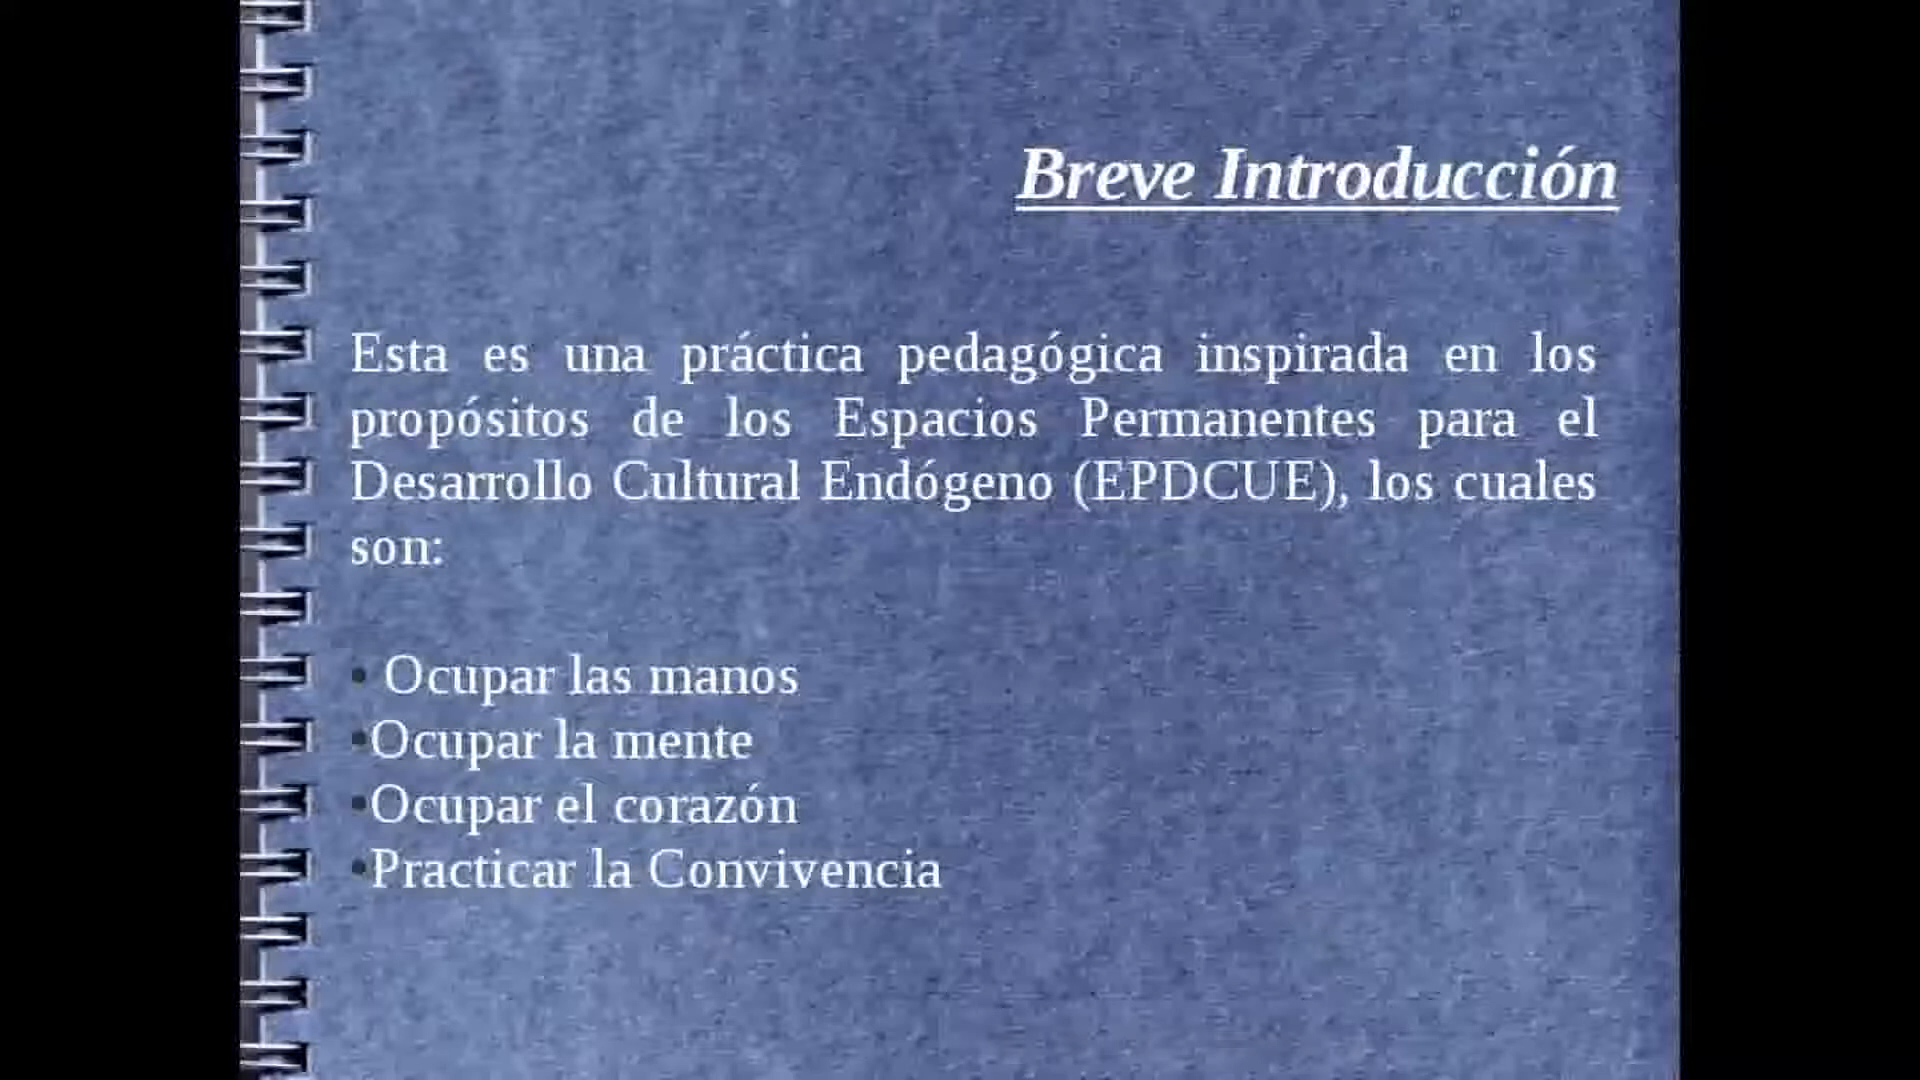 Breve Introducción
Esta es una práctica pedagógica inspirada en los
propósitos de los Espacios Permanentes para el
Desarrollo Cultural Endógeno (EPDCUE), los cuales
son:
• Ocupar las manos
•Ocupar la mente
•Ocupar el corazón
•Practicar la Convivencia